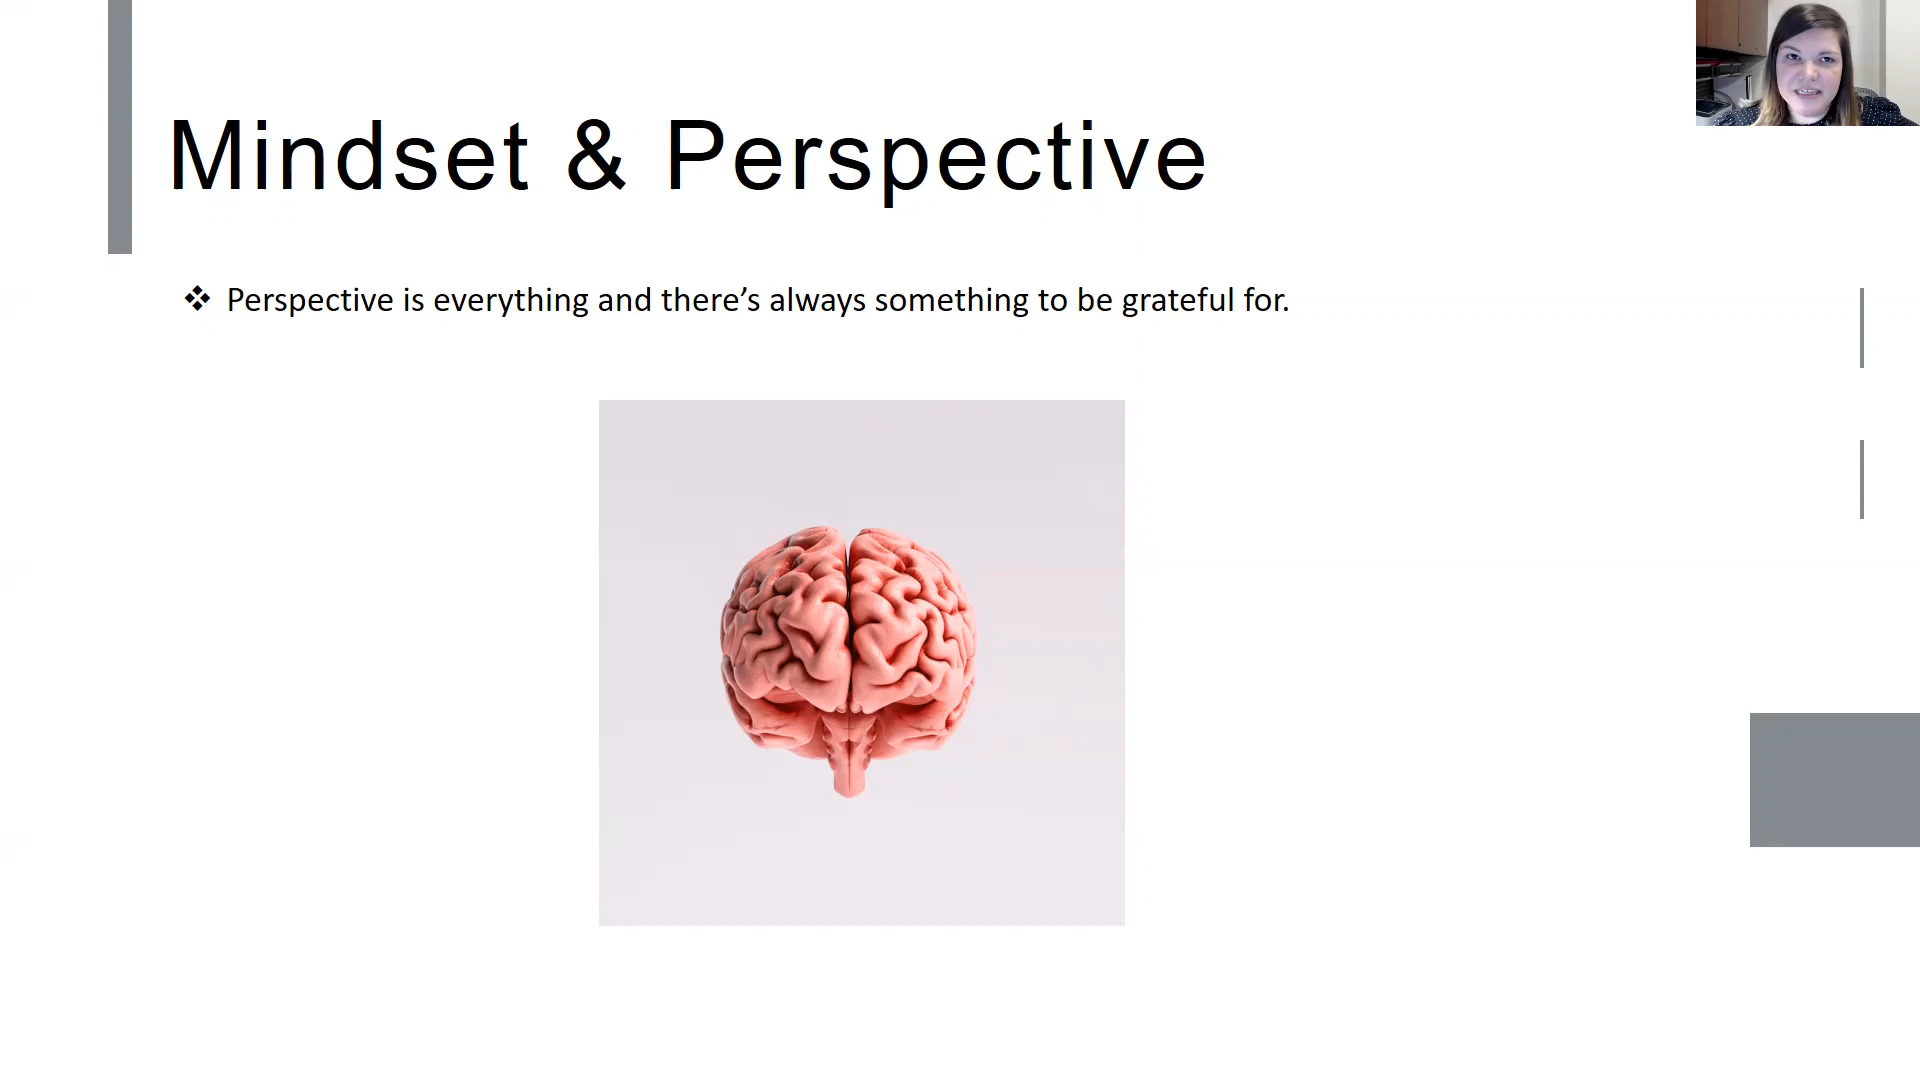 Mindset & Perspective
❖ Perspective is everything and there’s always something to be grateful for.